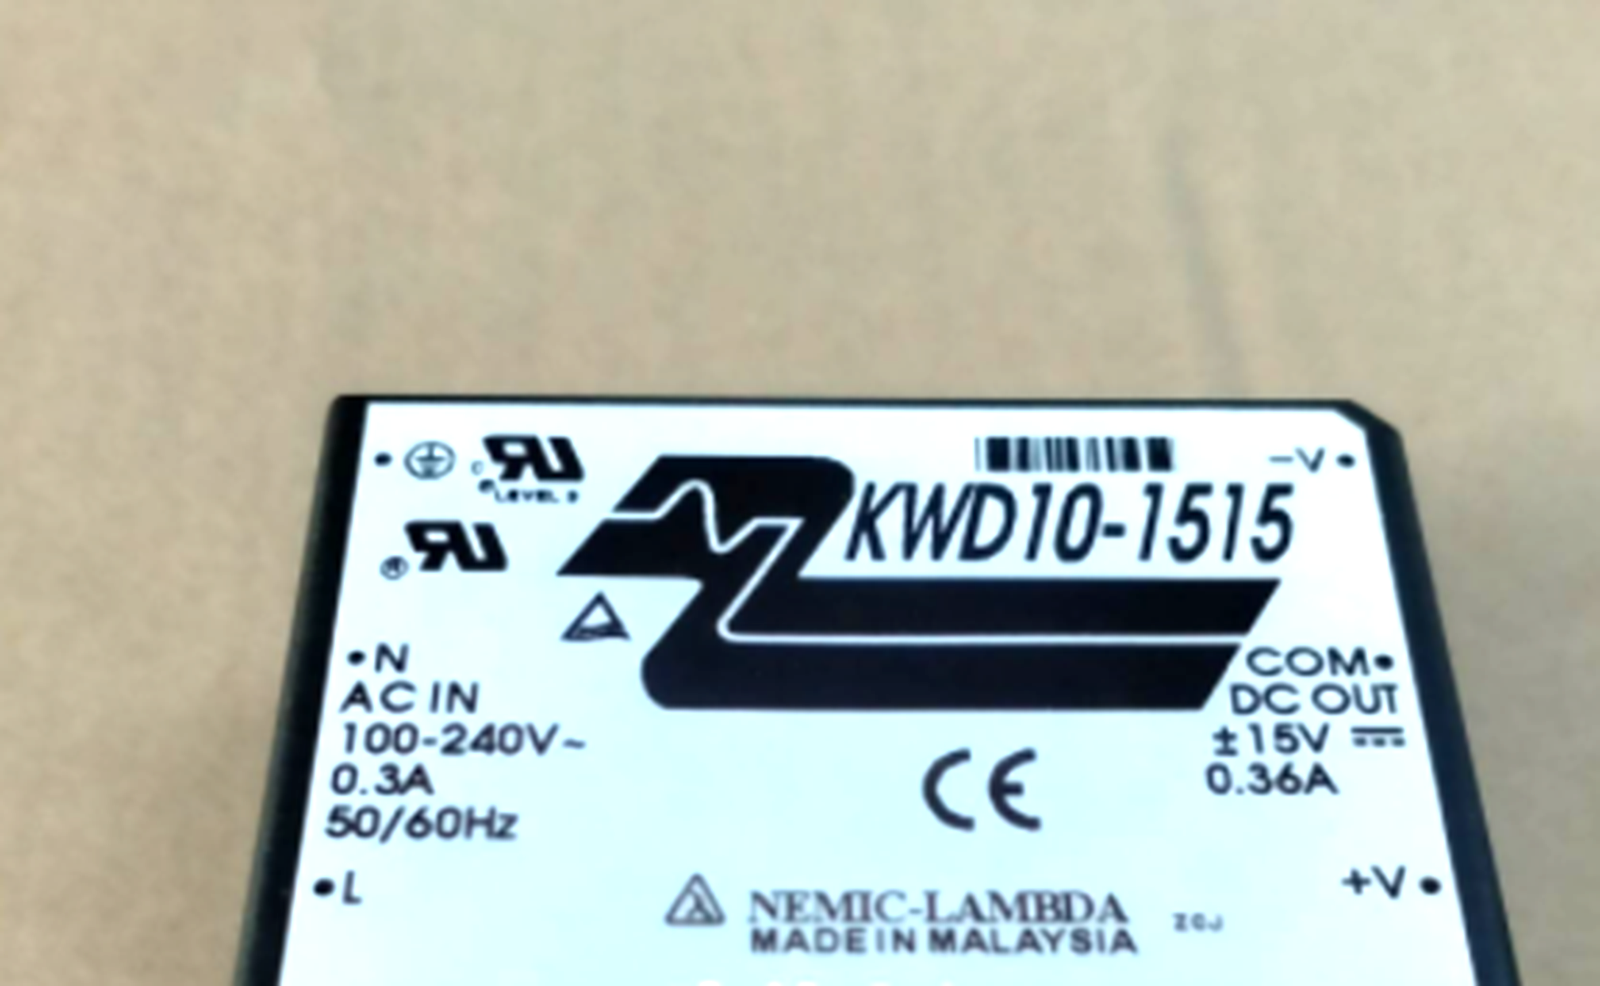 -V
KWD10-1515
N
AC IN
100-240V~
0.3A
50/60Hz
L
COM
DC OUT
±15V
0.36A
+V
CE
NEMIC-LAMBDA
MADE IN MALAYSIA